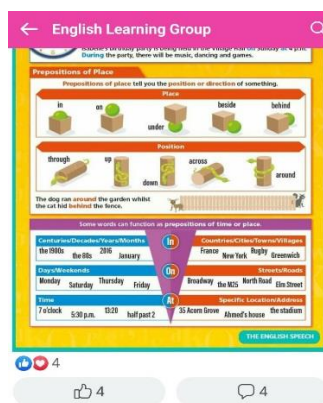 English Learning Group
Isabelle's birthday party is being held in the village hall on Sunday at 4 p.m.
During the party, there will be music, dancing and games.
Prepositions of Place
Prepositions of place tell you the position or direction of something.
Place
in
on
under
beside
behind
Position
through
up
down
across
around
The dog ran around the garden whilst
the cat hid behind the fence.
Some words can function as prepositions of time or place.
Centuries/Decades/Years/Months
In
Countries/Cities/Towns/Villages
the 1900s
the 80s
2016
January
France
New York
Rugby
Greenwich
Days/Weekends
On
Streets/Roads
Monday
Saturday
Thursday
Friday
Broadway
the M25
North Road
Elm Street
Time
At
Specific Location/Address
7 o'clock
5:30 p.m.
13:20
half past 2
35 Acorn Grove
Ahmed's house
the stadium
THE ENGLISH SPEECH
4
4
4